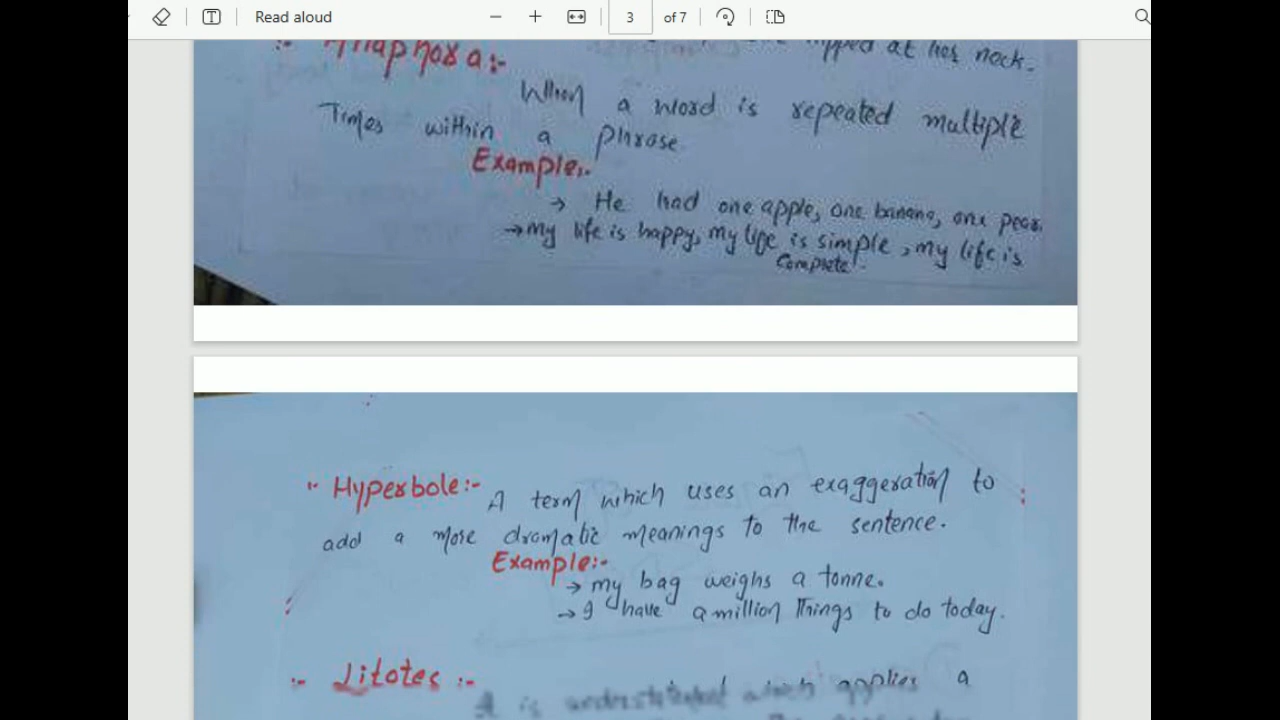 Read aloud
3 of 7
at her neck.
Anaphora:-
When a word is repeated multiple
Times within a phrase.
Example:-
→ He had one apple, one banana, one pear.
→ my life is happy, my life is simple, my life is
Complete.
Hyperbole:- A term which uses an exaggeration to
add a more dramatic meanings to the sentence.
Example:-
→ my bag weighs a tonne.
→ I have a million Things to do today.
Litotes:-
It is which applies a